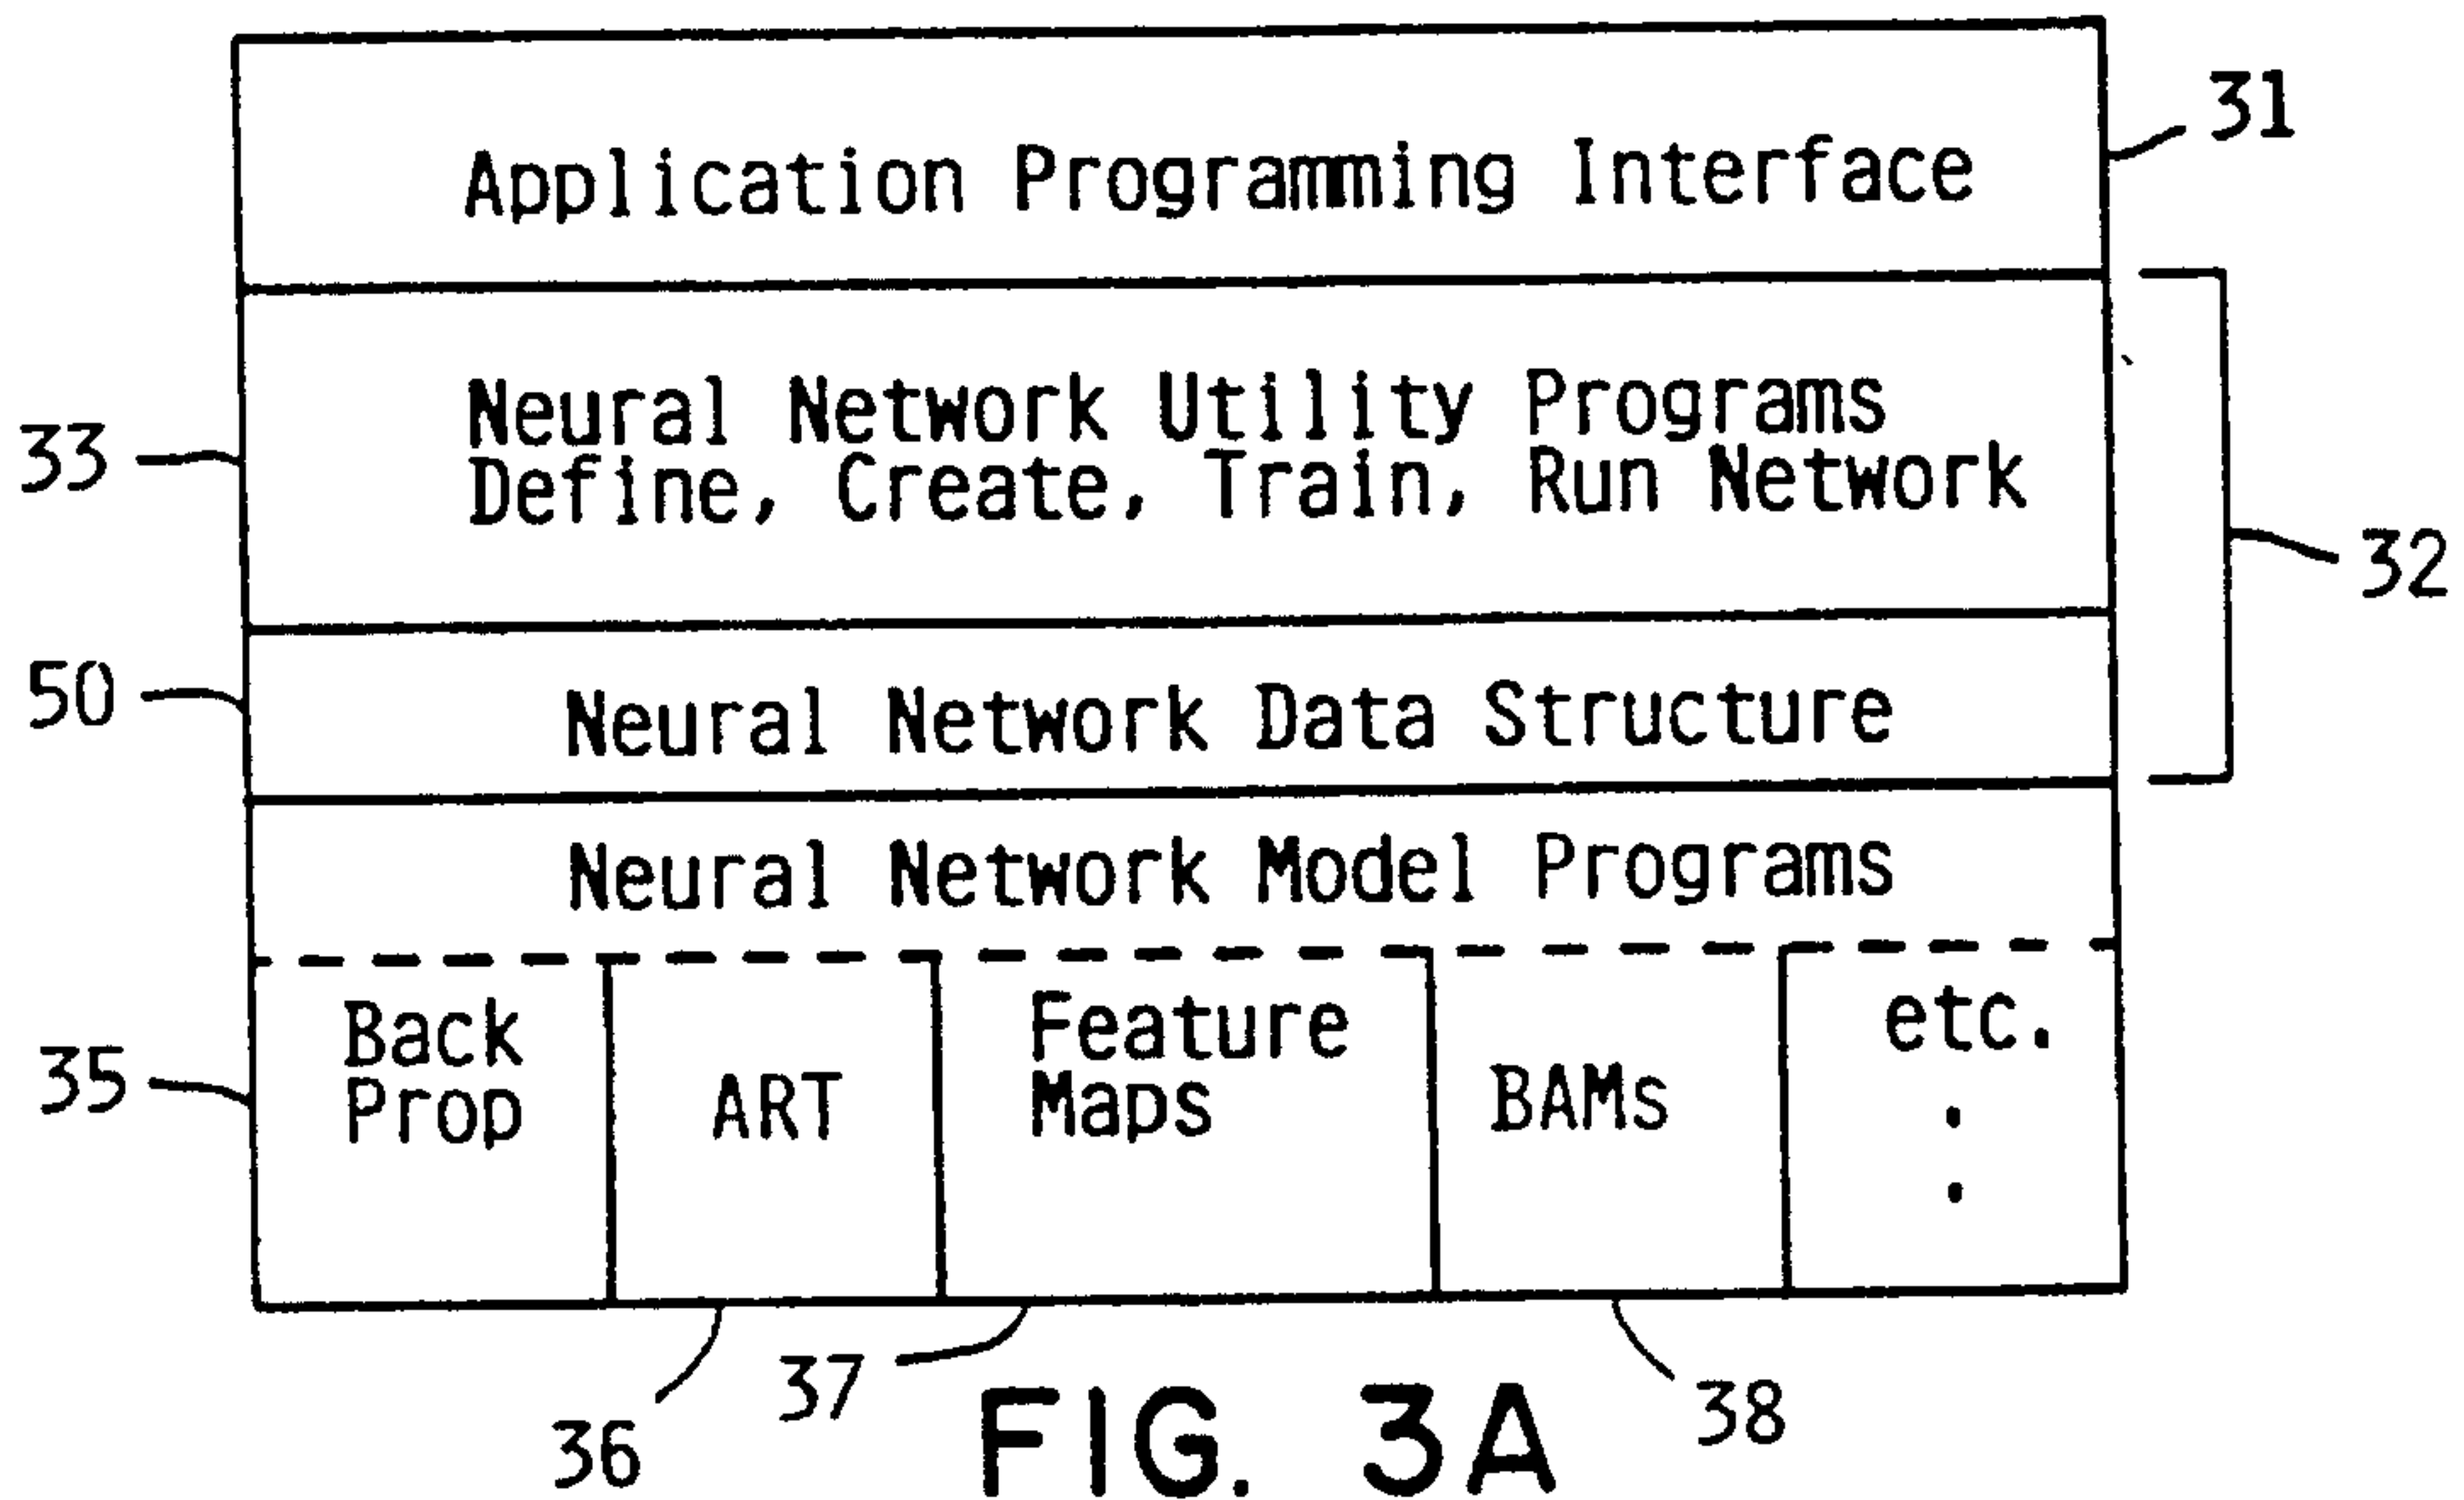 Application Programming Interface
31
Neural Network Utility Programs
Define, Create, Train, Run Network
33
32
Neural Network Data Structure
50
Neural Network Model Programs
Back
Prop
ART
Feature
Maps
BAMs
etc.
35
36
37
38
FIG. 3A